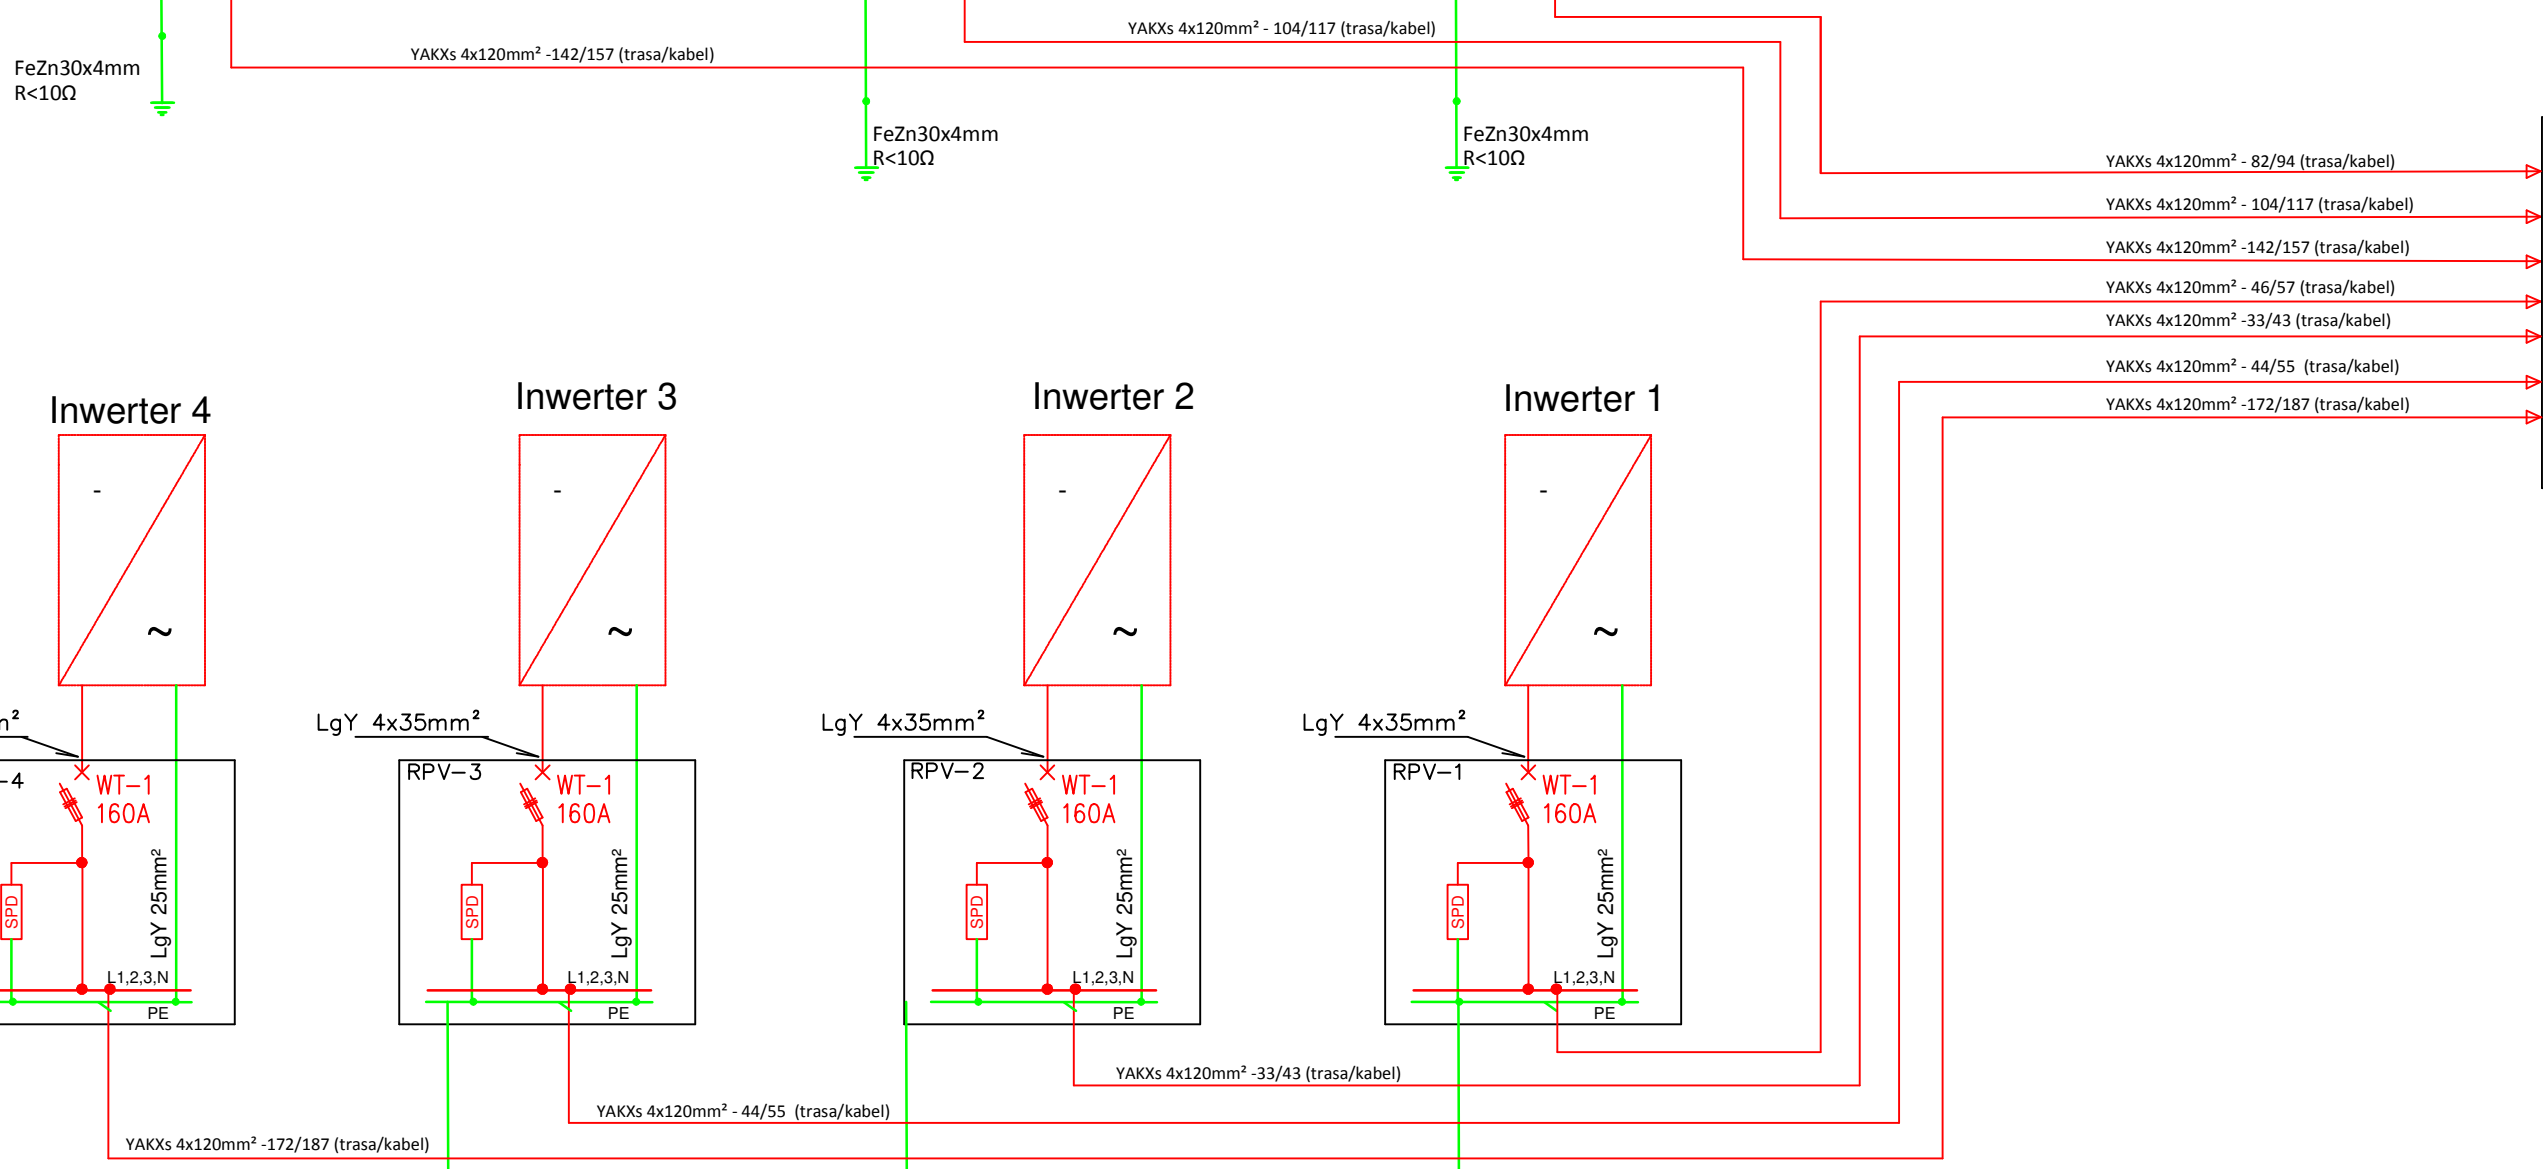 YAKXs 4x120mm² - 104/117 (trasa/kabel)
YAKXs 4x120mm² -142/157 (trasa/kabel)
FeZn30x4mm
R<10Ω
FeZn30x4mm
R<10Ω
FeZn30x4mm
R<10Ω
YAKXs 4x120mm² - 82/94 (trasa/kabel)
YAKXs 4x120mm² - 104/117 (trasa/kabel)
YAKXs 4x120mm² -142/157 (trasa/kabel)
YAKXs 4x120mm² - 46/57 (trasa/kabel)
YAKXs 4x120mm² -33/43 (trasa/kabel)
YAKXs 4x120mm² - 44/55 (trasa/kabel)
YAKXs 4x120mm² -172/187 (trasa/kabel)
Inwerter 4
Inwerter 3
Inwerter 2
Inwerter 1
- 
-
-
-
~
~
~
~
m²
LgY 4x35mm²
LgY 4x35mm²
LgY 4x35mm²
-4
WT-1
160A
SPD
LgY 25mm²
L1,2,3,N
PE
RPV-3
WT-1
160A
SPD
LgY 25mm²
L1,2,3,N
PE
RPV-2
WT-1
160A
SPD
LgY 25mm²
L1,2,3,N
PE
RPV-1
WT-1
160A
SPD
LgY 25mm²
L1,2,3,N
PE
YAKXs 4x120mm² -33/43 (trasa/kabel)
YAKXs 4x120mm² - 44/55 (trasa/kabel)
YAKXs 4x120mm² -172/187 (trasa/kabel)